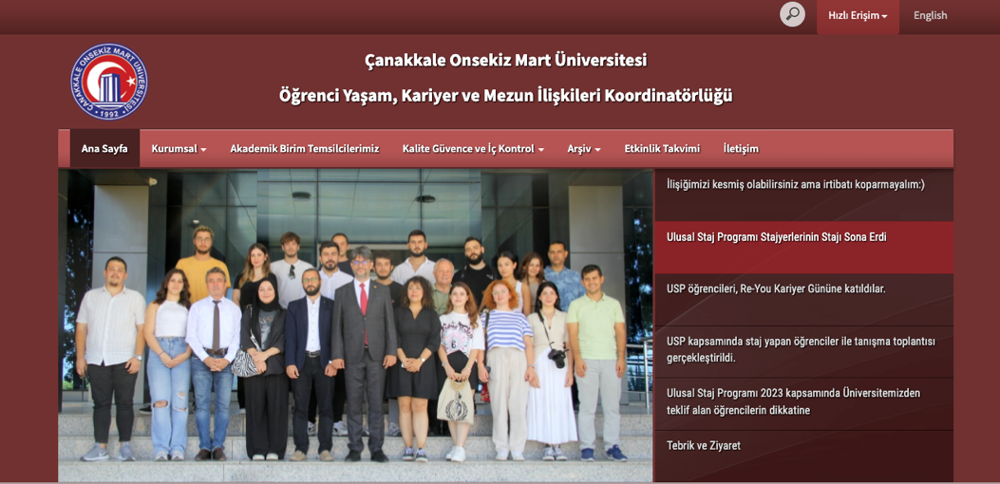 Hızlı Erişim
English
ÇANAKKALE ONSEKİZ MART ÜNİVERSİTESİ
1992
Çanakkale Onsekiz Mart Üniversitesi
Öğrenci Yaşam, Kariyer ve Mezun İlişkileri Koordinatörlüğü
Ana Sayfa Kurumsal Akademik Birim Temsilcilerimiz Kalite Güvence ve İç Kontrol Arşiv Etkinlik Takvimi İletişim
İlişiğimizi kesmiş olabilirsiniz ama irtibatı koparmayalım:)
Ulusal Staj Programı Stajyerlerinin Stajı Sona Erdi
USP öğrencileri, Re-You Kariyer Gününe katıldılar.
USP kapsamında staj yapan öğrenciler ile tanışma toplantısı
gerçekleştirildi.
Ulusal Staj Programı 2023 kapsamında Üniversitemizden
teklif alan öğrencilerin dikkatine
Tebrik ve Ziyaret